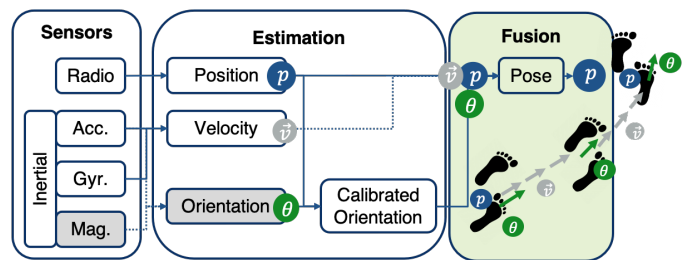 Sensors
Estimation
Fusion
Radio
Position
p
v
p
Pose
p
θ
Acc.
Velocity
v
θ
Gyr.
Inertial
Mag.
Orientation
θ
Calibrated
Orientation
p
θ
v
θ
v
p
θ